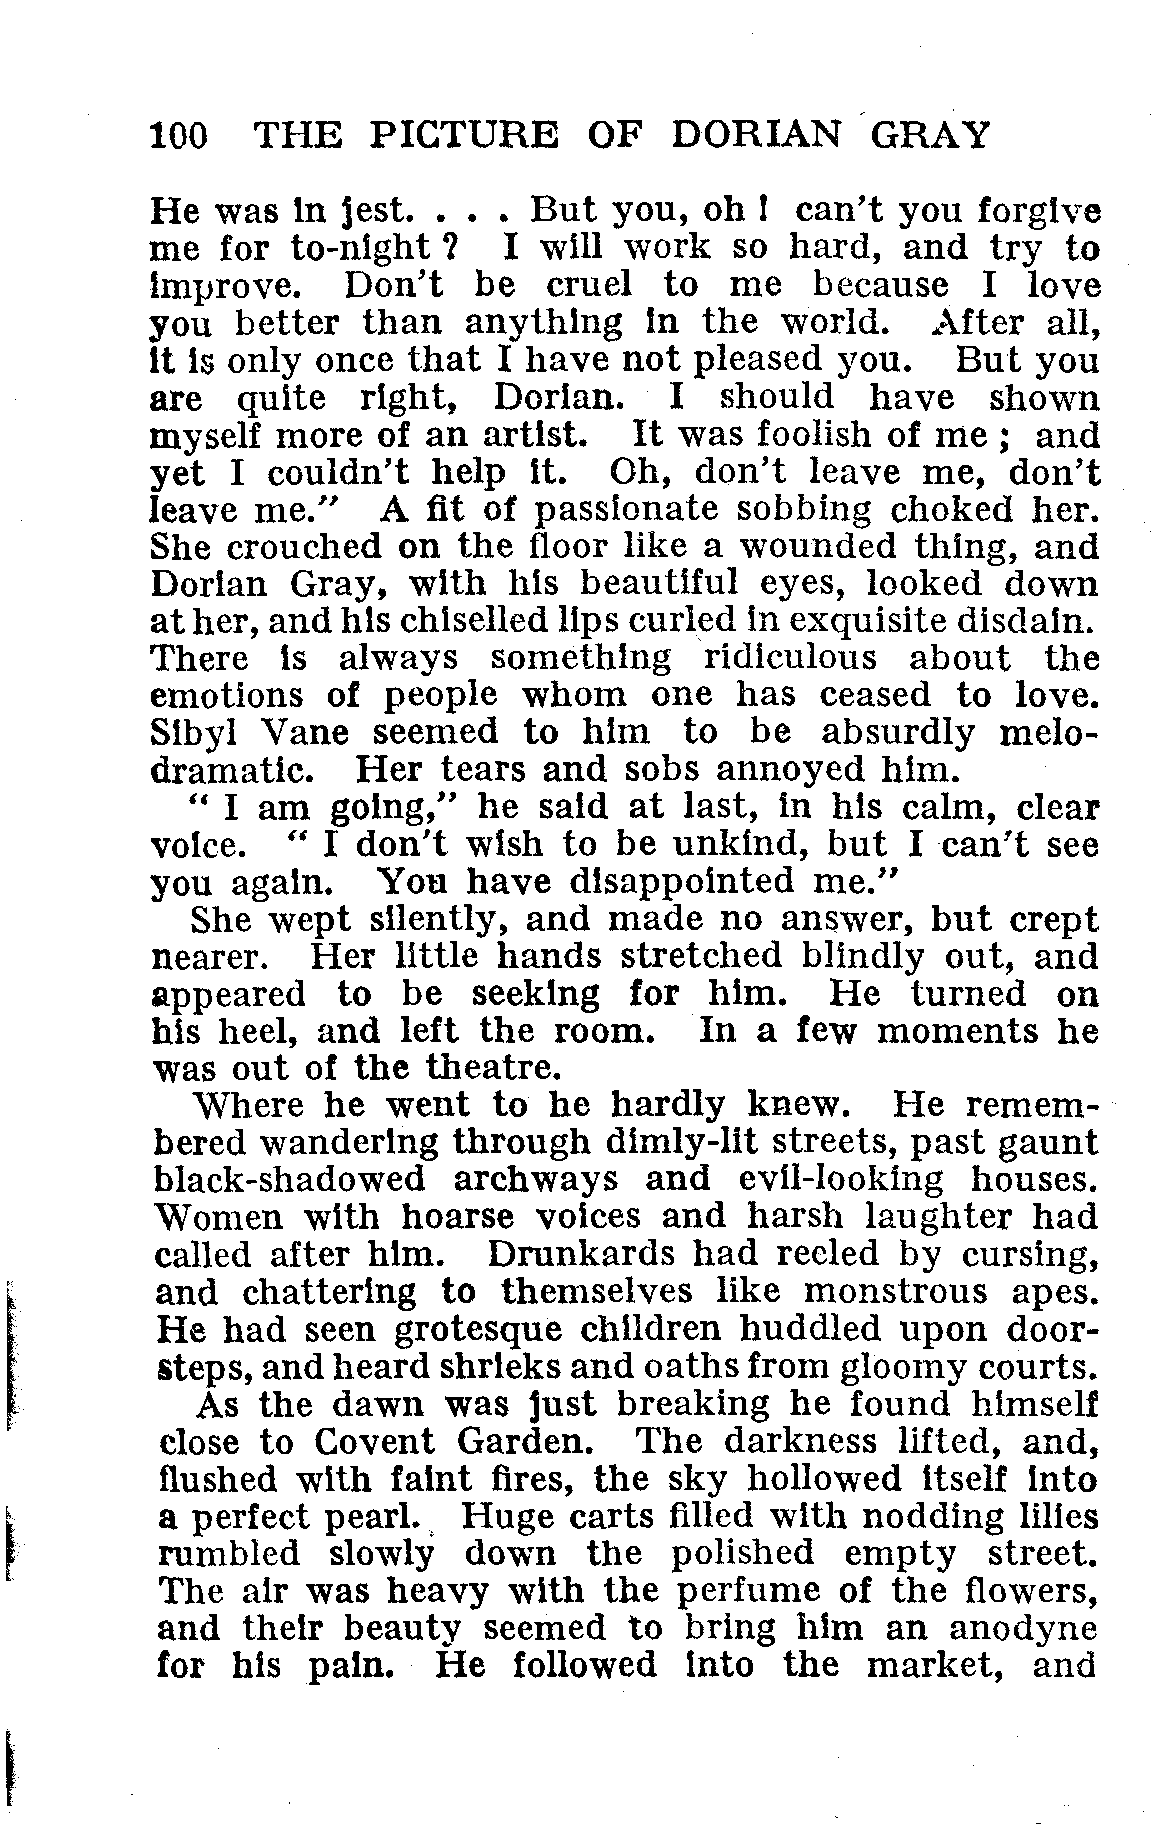 100 THE PICTURE OF DORIAN GRAY
He was in jest. . . . But you, oh ! can't you forgive
me for to-night ? I will work so hard, and try to
improve. Don't be cruel to me because I love
you better than anything in the world. After all,
it is only once that I have not pleased you. But you
are quite right, Dorian. I should have shown
myself more of an artist. It was foolish of me ; and
yet I couldn't help it. Oh, don't leave me, don't
leave me." A fit of passionate sobbing choked her.
She crouched on the floor like a wounded thing, and
Dorian Gray, with his beautiful eyes, looked down
at her, and his chiselled lips curled in exquisite disdain.
There is always something ridiculous about the
emotions of people whom one has ceased to love.
Sibyl Vane seemed to him to be absurdly melo-
dramatic. Her tears and sobs annoyed him.
" I am going," he said at last, in his calm, clear
voice. " I don't wish to be unkind, but I can't see
you again. You have disappointed me."
She wept silently, and made no answer, but crept
nearer. Her little hands stretched blindly out, and
appeared to be seeking for him. He turned on
his heel, and left the room. In a few moments he
was out of the theatre.
Where he went to he hardly knew. He remem-
bered wandering through dimly-lit streets, past gaunt
black-shadowed archways and evil-looking houses.
Women with hoarse voices and harsh laughter had
called after him. Drunkards had reeled by cursing,
and chattering to themselves like monstrous apes.
He had seen grotesque children huddled upon door-
steps, and heard shrieks and oaths from gloomy courts.
As the dawn was just breaking he found himself
close to Covent Garden. The darkness lifted, and,
flushed with faint fires, the sky hollowed itself into
a perfect pearl. Huge carts filled with nodding lilies
rumbled slowly down the polished empty street.
The air was heavy with the perfume of the flowers,
and their beauty seemed to bring him an anodyne
for his pain. He followed into the market, and